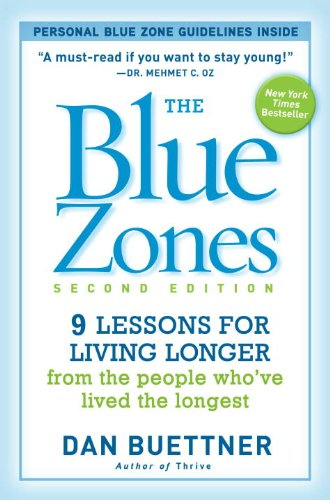 PERSONAL BLUE ZONE GUIDELINES INSIDE
“A must-read if you want to stay young!”
—DR. MEHMET C. OZ
New York
Times
Bestseller
THE
Blue
Zones
SECOND EDITION
9 LESSONS FOR
LIVING LONGER
from the people who’ve
lived the longest
DAN BUETTNER
Author of Thrive